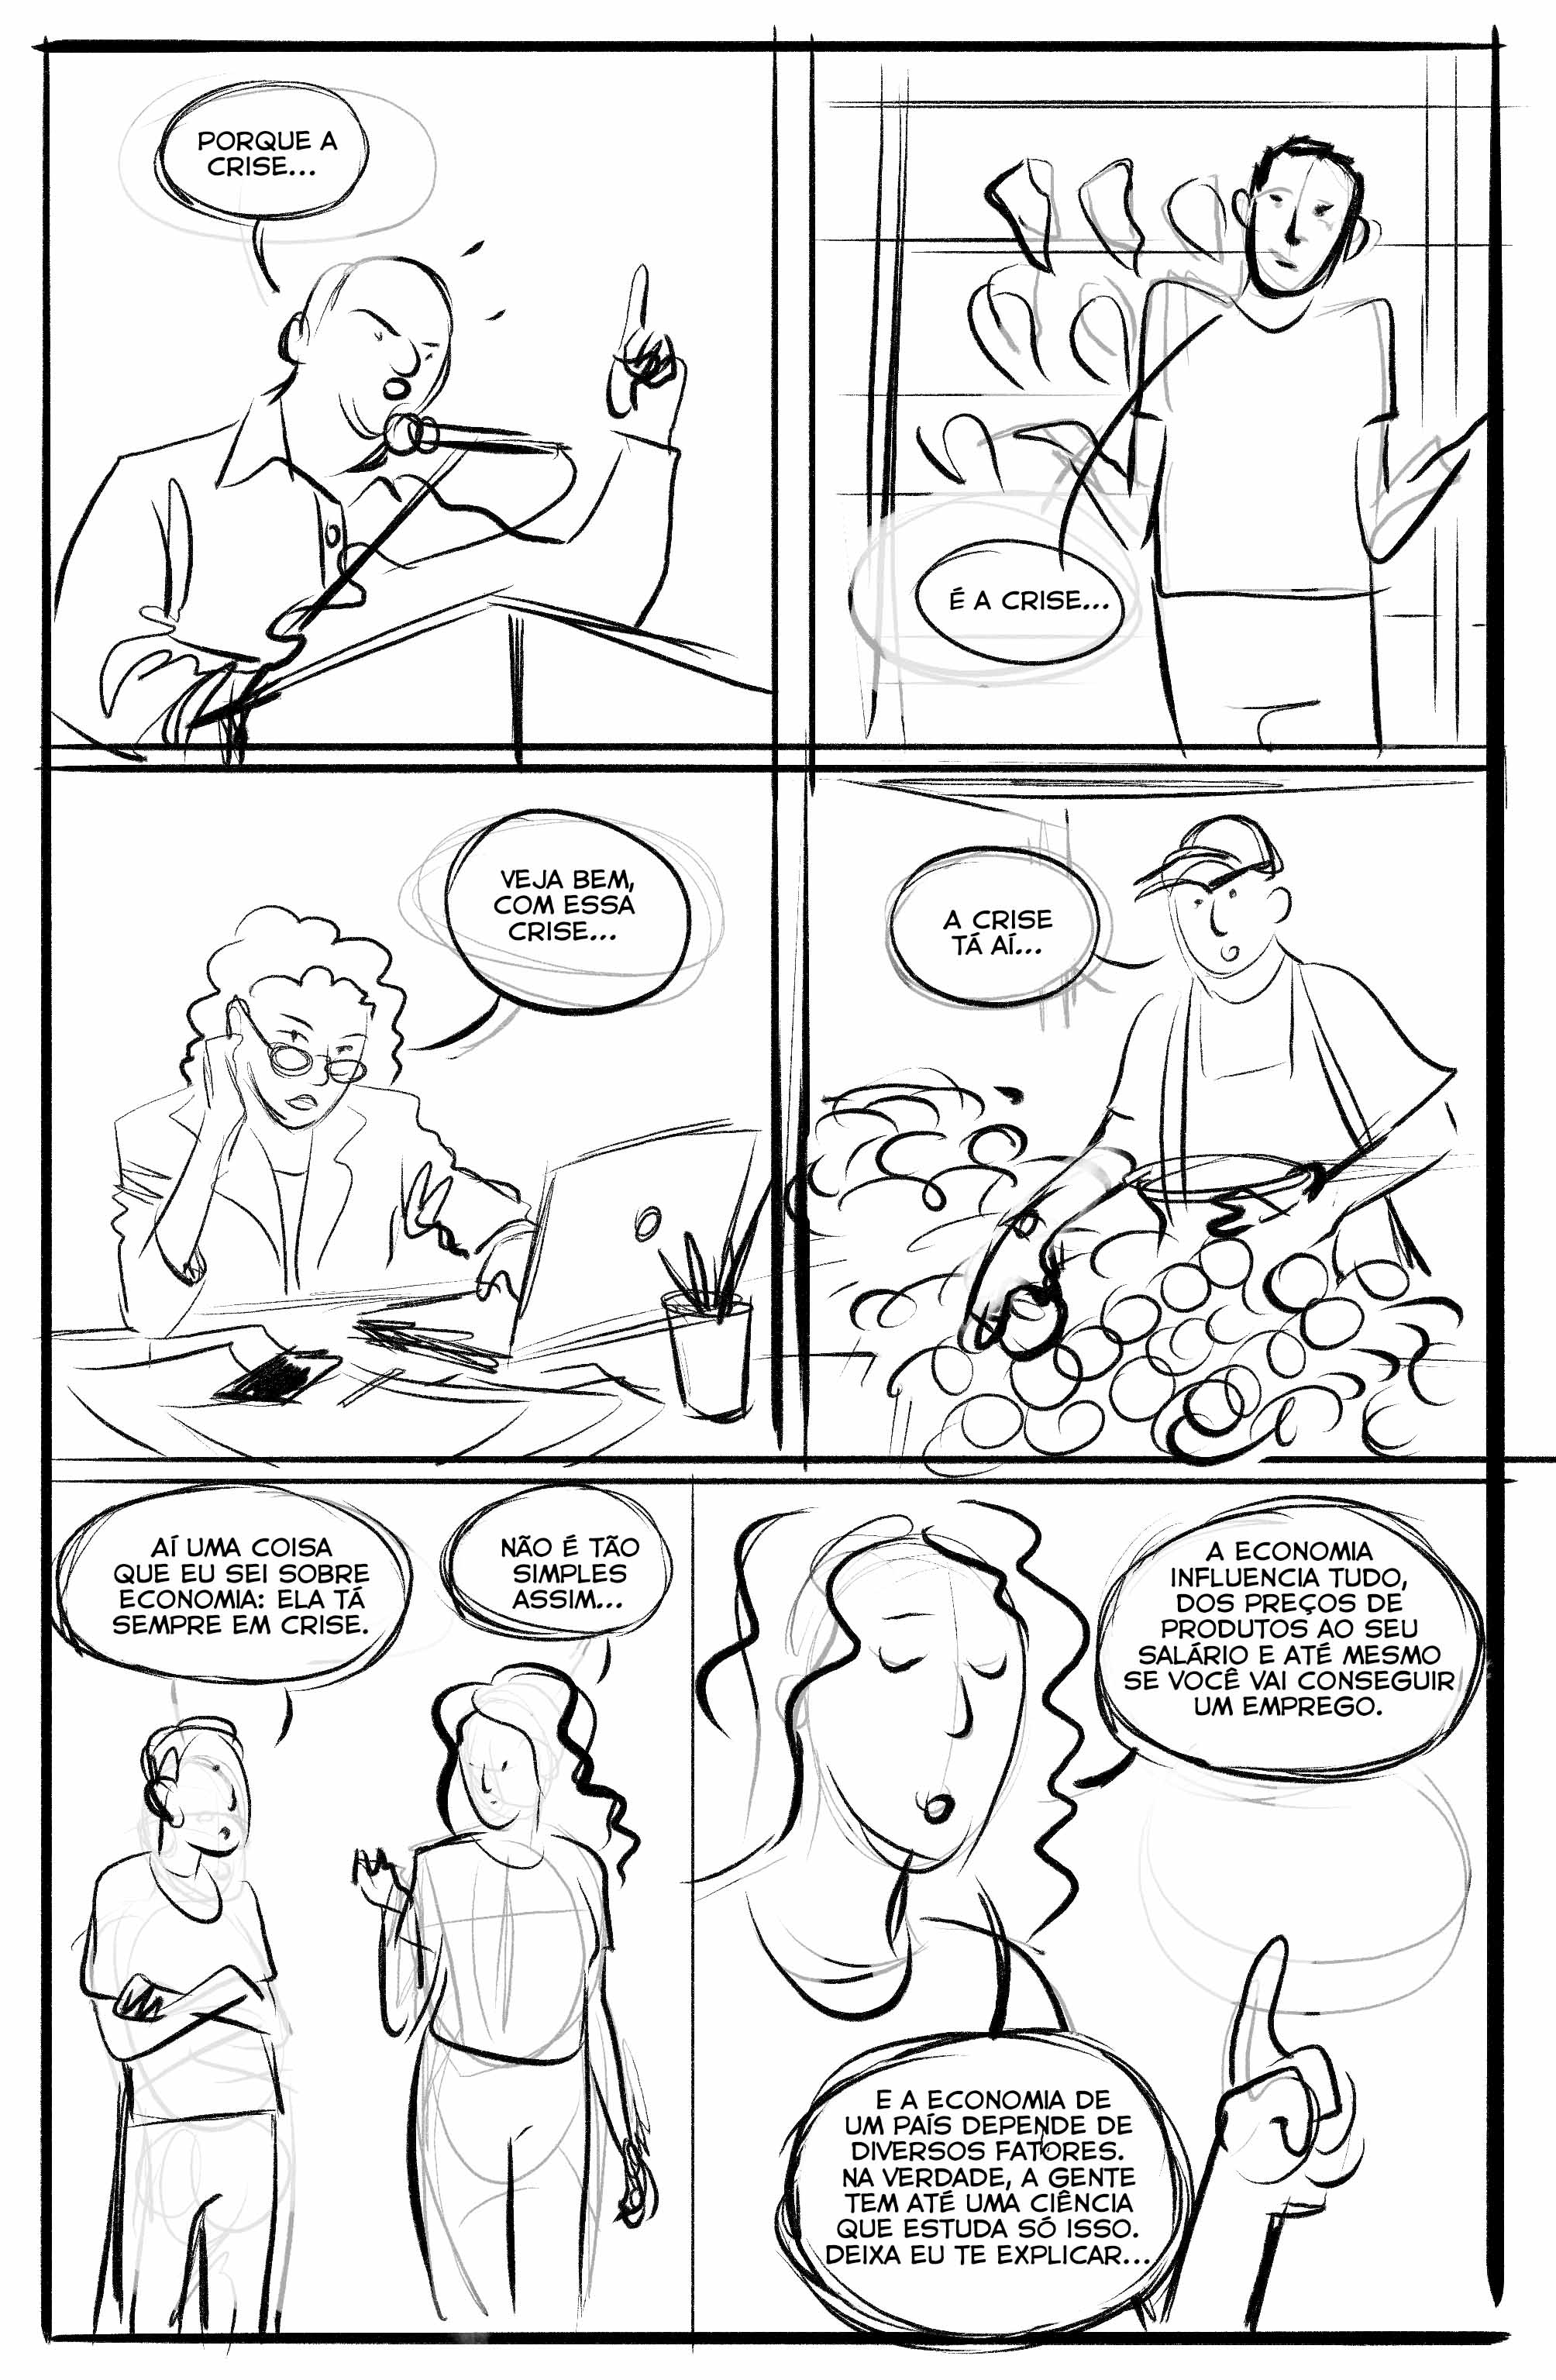 PORQUE A
CRISE...
É A CRISE...
VEJA BEM,
COM ESSA
CRISE...
A CRISE
TÁ AÍ...
AÍ UMA COISA
QUE EU SEI SOBRE
ECONOMIA: ELA TÁ
SEMPRE EM CRISE.
NÃO É TÃO
SIMPLES
ASSIM...
A ECONOMIA
INFLUENCIA TUDO,
DOS PREÇOS DE
PRODUTOS AO SEU
SALÁRIO E ATÉ MESMO
SE VOCÊ VAI CONSEGUIR
UM EMPREGO.
E A ECONOMIA DE
UM PAÍS DEPENDE DE
DIVERSOS FATORES.
NA VERDADE, A GENTE
TEM ATÉ UMA CIÊNCIA
QUE ESTUDA SÓ ISSO.
DEIXA EU TE EXPLICAR...